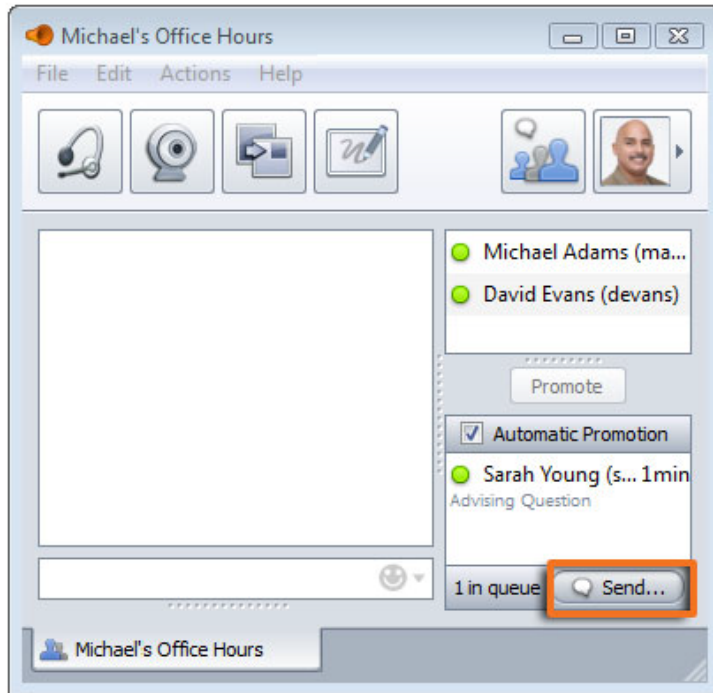 Michael's Office Hours
File Edit Actions Help
Michael Adams (ma...
David Evans (devans)
Promote
Automatic Promotion
Sarah Young (s... 1min
Advising Question
1 in queue Send...
Michael's Office Hours